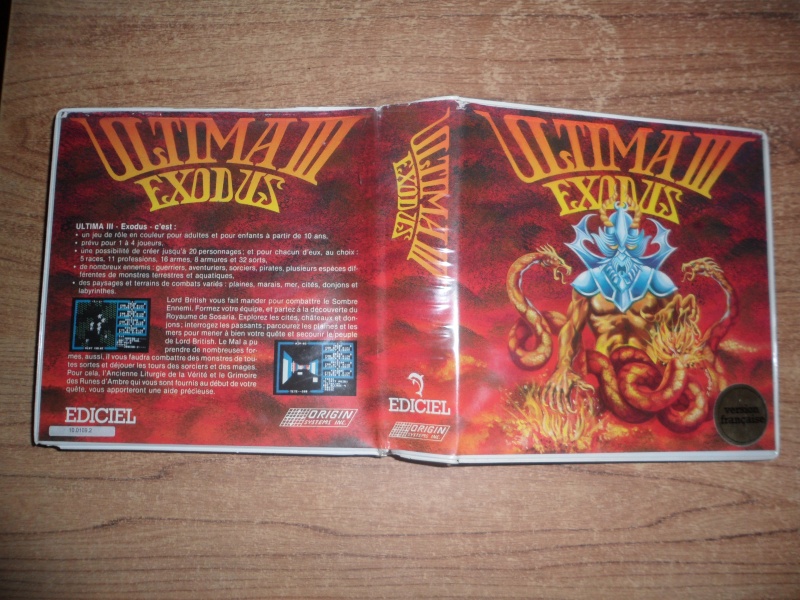 ULTIMA III
EXODUS
ULTIMA III - Exodus - c'est :
• un jeu de rôle en couleur pour adultes et pour enfants à partir de 10 ans.
• prévu pour 1 à 4 joueurs.
• une possibilité de créer jusqu'à 20 personnages; et pour chacun d'eux, au choix :
5 races, 11 professions, 16 armes, 8 armures et 32 sorts.
• de nombreux ennemis : guerriers, aventuriers, sorciers, pirates, plusieurs espèces dif-
férentes de monstres terrestres et aquatiques.
• des paysages et terrains de combats variés : plaines, marais, mer, cités, donjons et
labyrinthes.
Lord British vous fait mander pour combattre le Sombre
Ennemi. Formez votre équipe, et partez à la découverte du
Royaume de Sosaria. Explorez les cités, châteaux et don-
jons; interrogez les passants; parcourez les plaines et les
mers pour mener à bien votre quête et secourir le peuple
de Lord British. Le Mal a pu
prendre de nombreuses for-
mes, aussi, il vous faudra combattre des monstres de tou-
tes sortes et déjouer les tours des sorciers et des mages.
Pour cela, l'Ancienne Liturgie de la Vérité et le Grimoire
des Runes d'Ambre qui vous sont fournis au début de votre
quête, vous apporteront une aide précieuse.
EDICIEL
ORIGIN
SYSTEMS INC.
ULTIMA III
EXODUS
EDICIEL
ORIGIN
SYSTEMS INC.
ULTIMA III
EXODUS
version
française